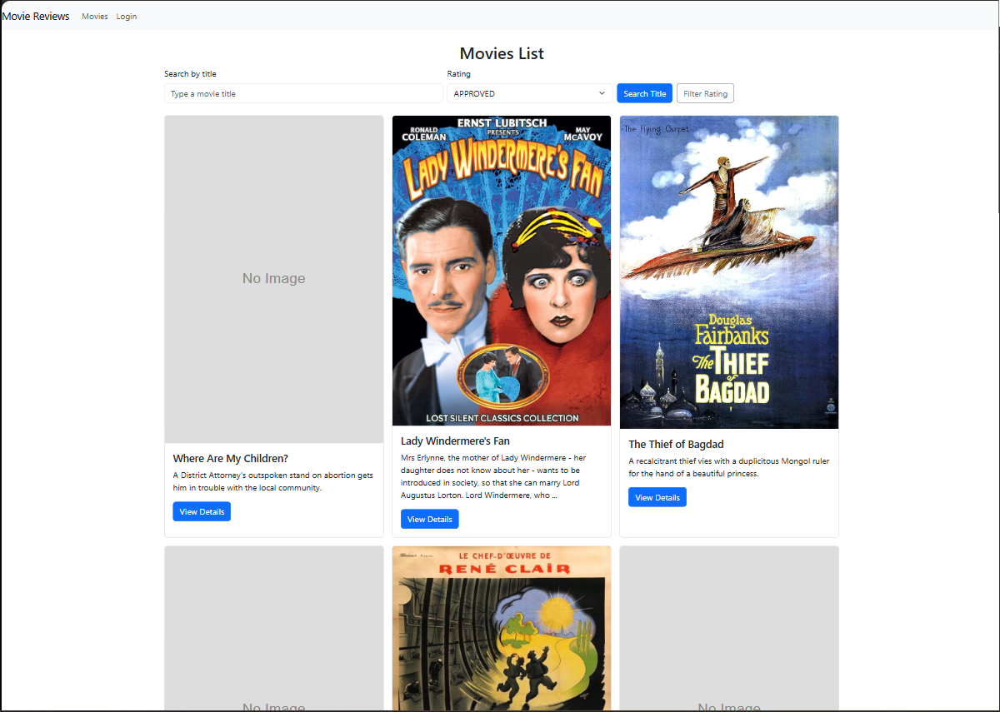 Movie Reviews Movies Login
Movies List
Search by title
Rating
Type a movie title
APPROVED
Search Title
Filter Rating
No Image
ERNST LUBITSCH
PRESENTS
RONALD
COLEMAN
MAY
McAVOY
LADY WINDERMERE'S FAN
LOST SILENT CLASSICS COLLECTION
The Flying Carpet
Douglas
Fairbanks
The THIEF
of
BAGDAD
Where Are My Children?
A District Attorney's outspoken stand on abortion gets
him in trouble with the local community.
View Details
Lady Windermere's Fan
Mrs Erlynne, the mother of Lady Windermere - her
daughter does not know about her - wants to be
introduced in society, so that she can marry Lord
Augustus Lorton. Lord Windermere, who ...
View Details
The Thief of Bagdad
A recalcitrant thief vies with a duplicitous Mongol ruler
for the hand of a beautiful princess.
View Details
No Image
LE CHEF-D'ŒUVRE DE
RENÉ CLAIR
No Image